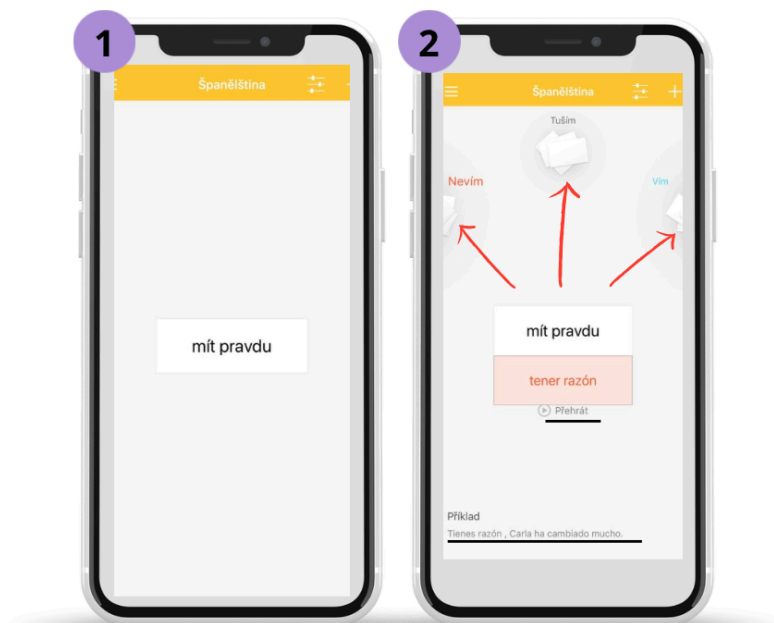 1
Španělština
mít pravdu
2
Španělština
Tuším
Nevím
Vím
mít pravdu
tener razón
Přehrát
Příklad
Tienes razón , Carla ha cambiado mucho.